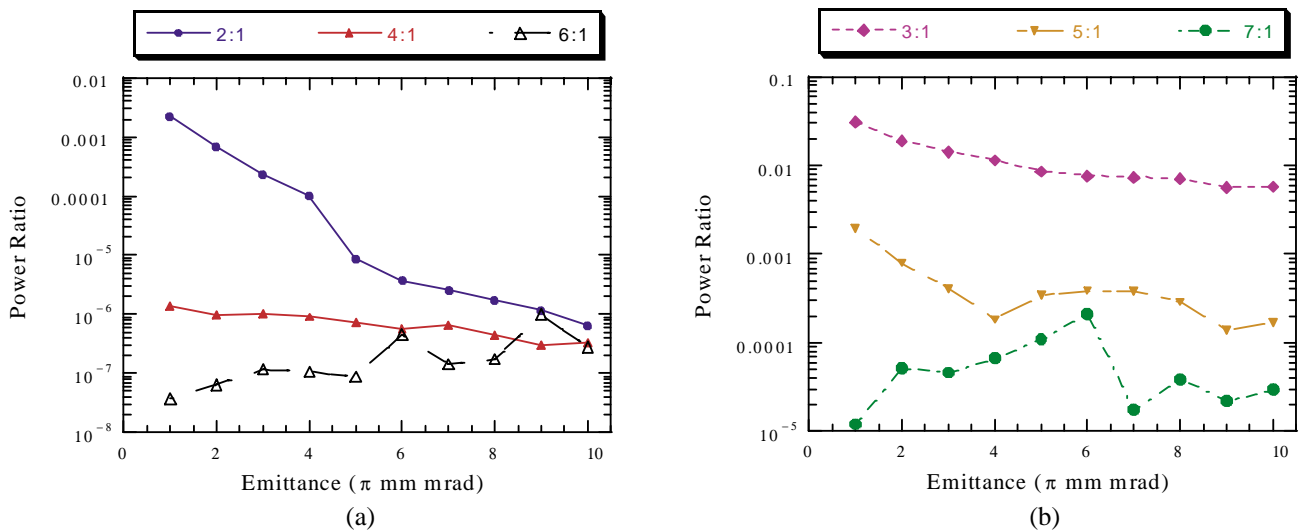 2:1 4:1 6:1
0.01
0.001
0.0001
10⁻⁵
10⁻⁶
10⁻⁷
10⁻⁸
Power Ratio
0 2 4 6 8 10
Emittance (π mm mrad)
(a)
3:1 5:1 7:1
0.1
0.01
0.001
0.0001
10⁻⁵
Power Ratio
0 2 4 6 8 10
Emittance (π mm mrad)
(b)